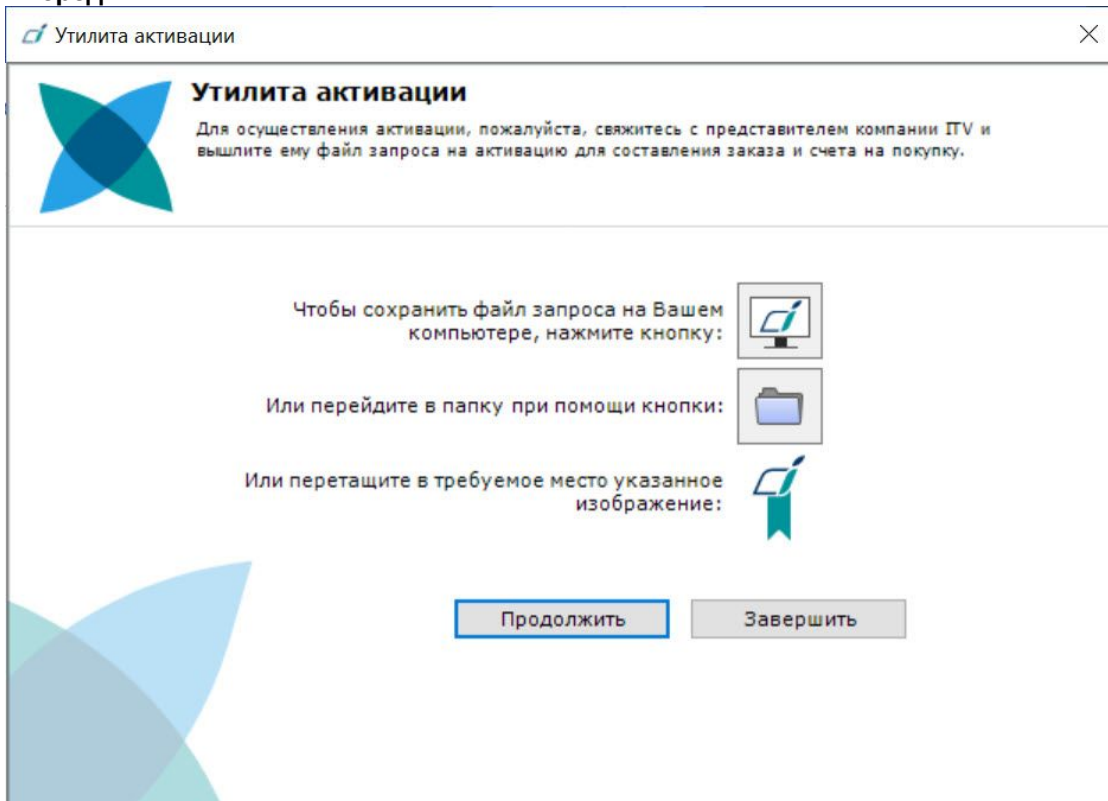 Утилита активации
Утилита активации
Для осуществления активации, пожалуйста, свяжитесь с представителем компании ITV и
вышлите ему файл запроса на активацию для составления заказа и счета на покупку.
Чтобы сохранить файл запроса на Вашем
компьютере, нажмите кнопку:
Или перейдите в папку при помощи кнопки:
Или перетащите в требуемое место указанное
изображение:
Продолжить
Завершить